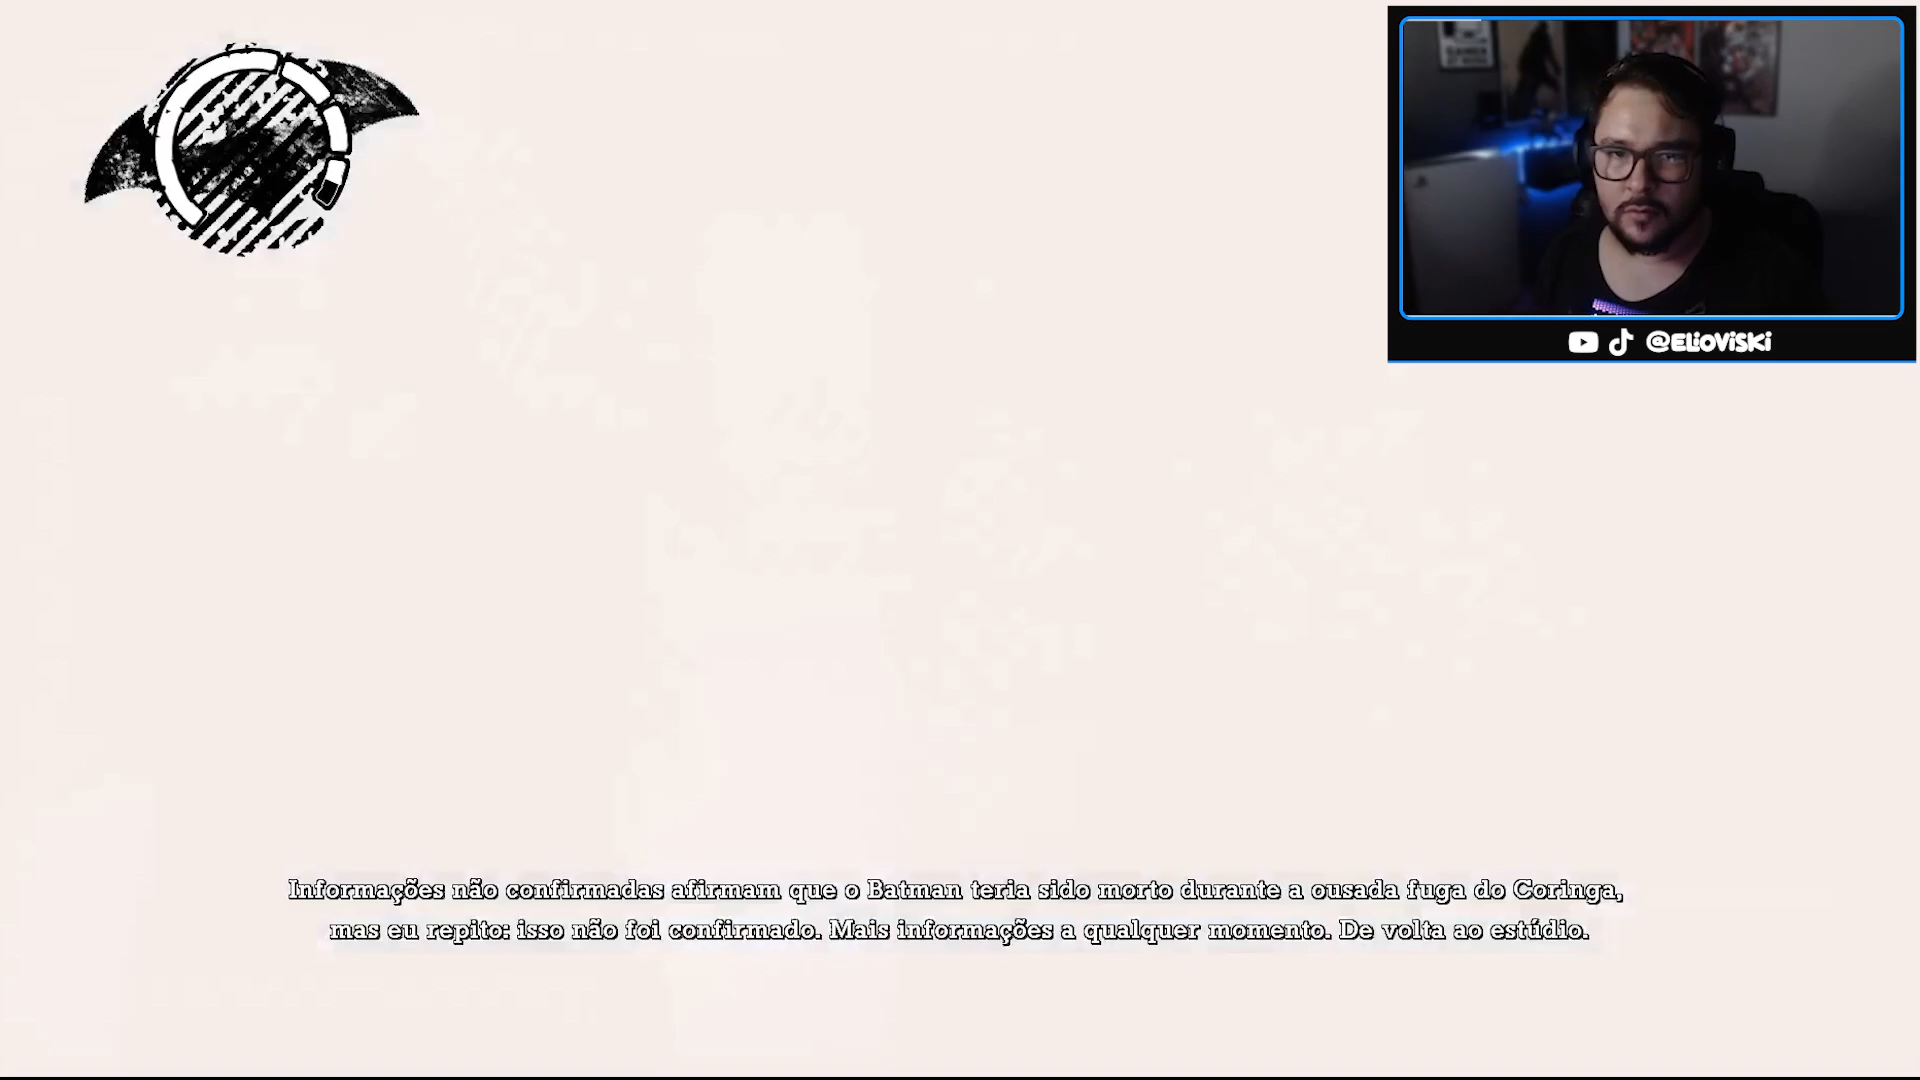 @ELiOViSKi
Informações não confirmadas afirmam que o Batman teria sido morto durante a ousada fuga do Coringa,
mas eu repito: isso não foi confirmado. Mais informações a qualquer momento. De volta ao estúdio.